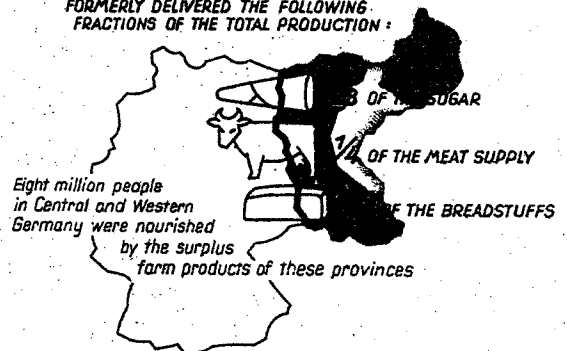 FORMERLY DELIVERED THE FOLLOWING
FRACTIONS OF THE TOTAL PRODUCTION:
OF SUGAR
1/4 OF THE MEAT SUPPLY
OF THE BREADSTUFFS
Eight million people
in Central and Western
Germany were nourished
by the surplus
farm products of these provinces